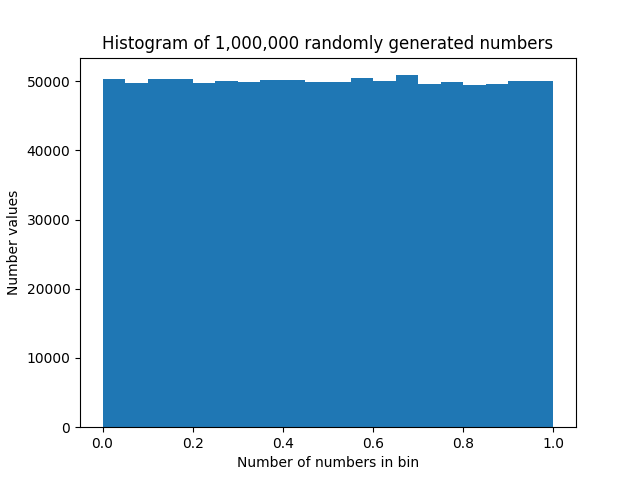 Histogram of 1,000,000 randomly generated numbers
50000
40000
30000
20000
10000
0
Number values
0.0 0.2 0.4 0.6 0.8 1.0
Number of numbers in bin